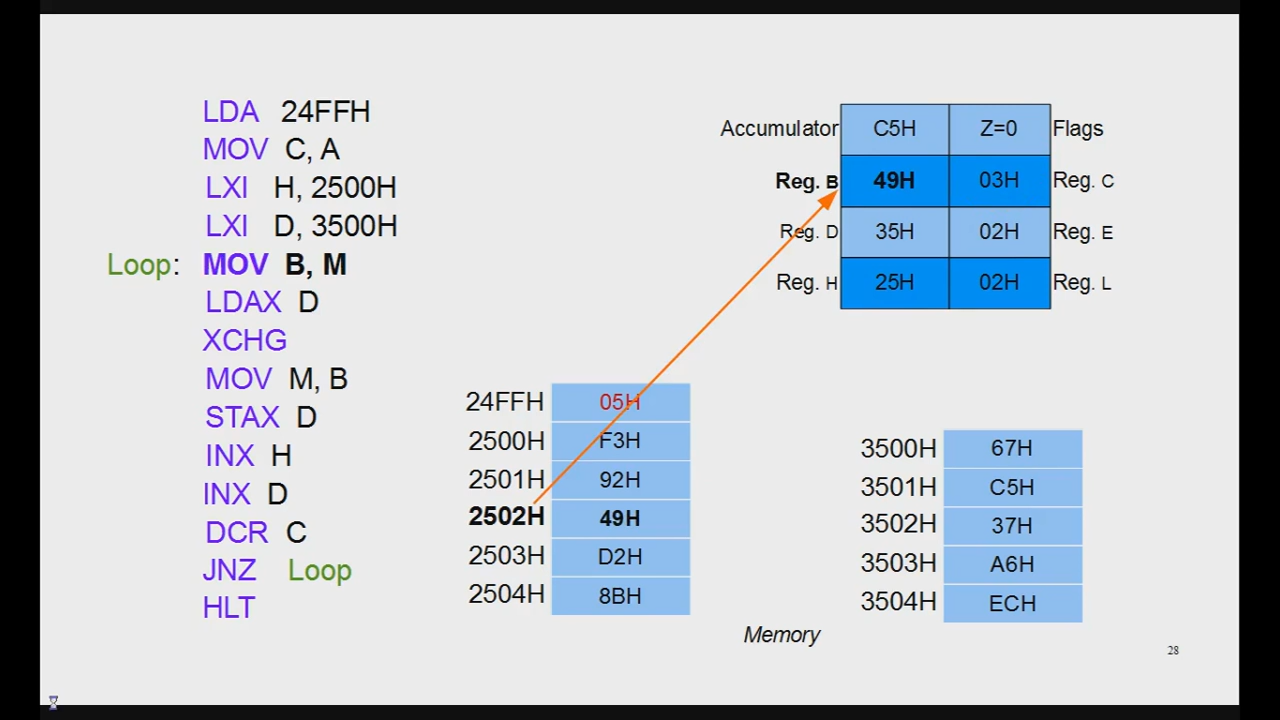 LDA 24FFH
MOV C, A
LXI H, 2500H
LXI D, 3500H
Loop: MOV B, M
LDAX D
XCHG
MOV M, B
STAX D
INX H
INX D
DCR C
JNZ Loop
HLT
Accumulator C5H Z=0 Flags
Reg. B 49H 03H Reg. C
Reg. D 35H 02H Reg. E
Reg. H 25H 02H Reg. L
24FFH 05H
2500H F3H
2501H 92H
2502H 49H
2503H D2H
2504H 8BH
3500H 67H
3501H C5H
3502H 37H
3503H A6H
3504H ECH
Memory
28